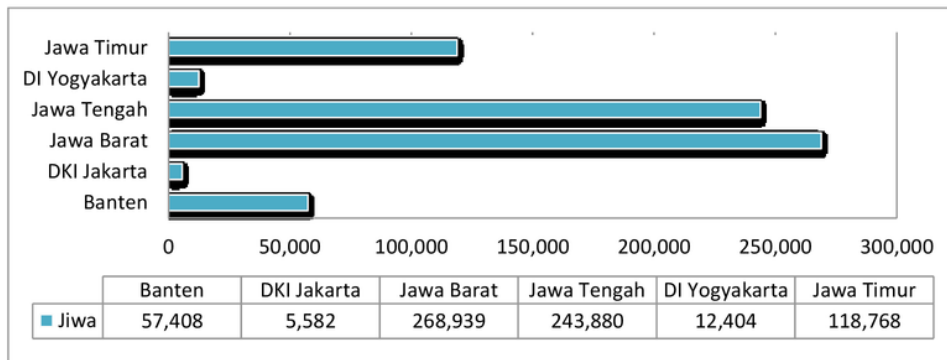 Jawa Timur
DI Yogyakarta
Jawa Tengah
Jawa Barat
DKI Jakarta
Banten
0 50,000 100,000 150,000 200,000 250,000 300,000
Banten DKI Jakarta Jawa Barat Jawa Tengah DI Yogyakarta Jawa Timur
Jiwa 57,408 5,582 268,939 243,880 12,404 118,768